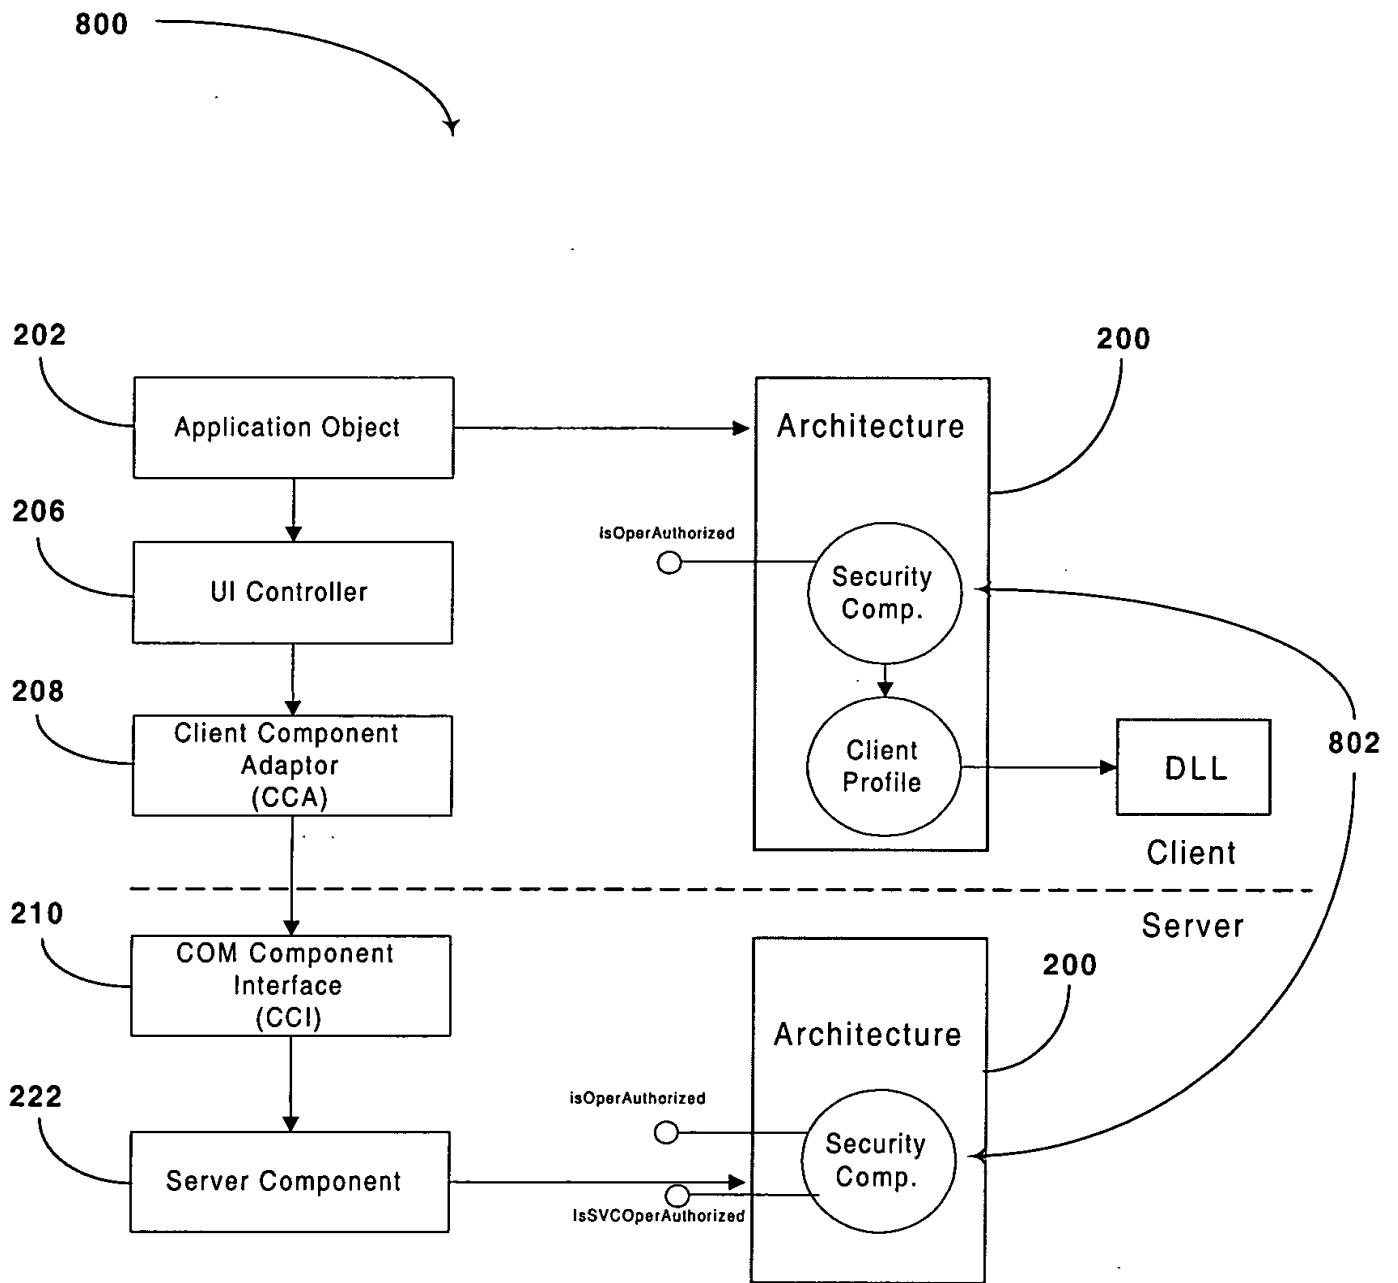 800
202
Application Object
200
Architecture
206
UI Controller
isOperAuthorized
Security
Comp.
208
Client Component
Adaptor
(CCA)
Client
Profile
DLL
802
Client
Server
210
COM Component
Interface
(CCI)
200
Architecture
222
Server Component
isOperAuthorized
Security
Comp.
IsSVCOperAuthorized